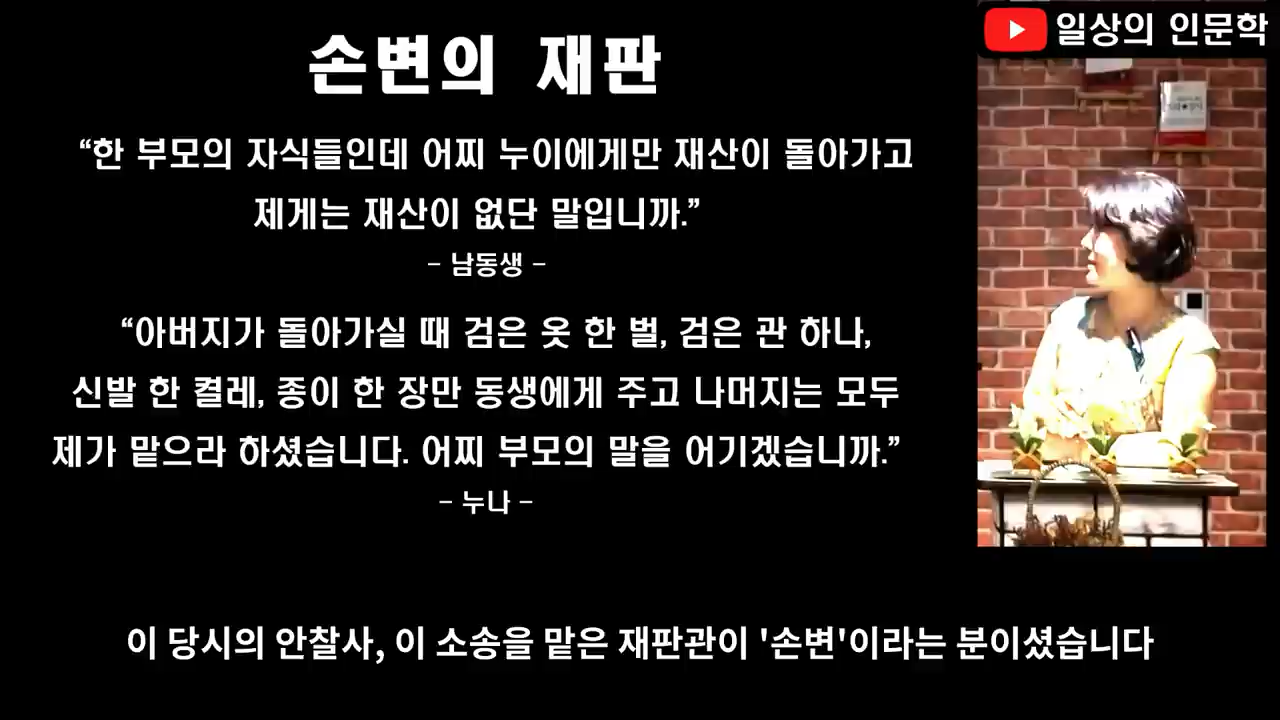 일상의 인문학
손변의 재판
“한 부모의 자식들인데 어찌 누이에게만 재산이 돌아가고
제게는 재산이 없단 말입니까.”
– 남동생 –
“아버지가 돌아가실 때 검은 옷 한 벌, 검은 관 하나,
신발 한 켤레, 종이 한 장만 동생에게 주고 나머지는 모두
제가 맡으라 하셨습니다. 어찌 부모의 말을 어기겠습니까.”
– 누나 –
이 당시의 안찰사, 이 소송을 맡은 재판관이 '손변'이라는 분이셨습니다